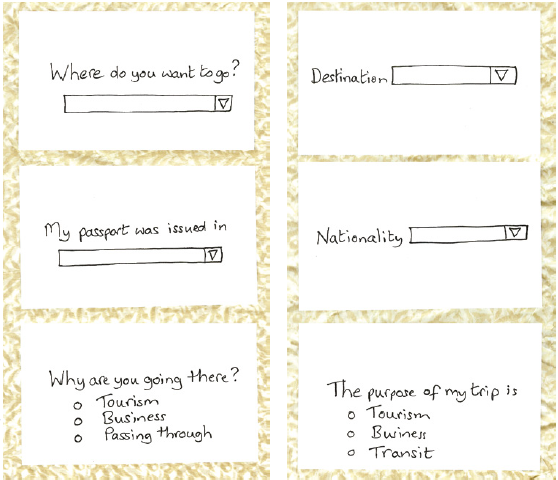 Where do you want to go?
My passport was issued in
Why are you going there?
Tourism
Business
Passing through
Destination
Nationality
The purpose of my trip is
Tourism
Business
Transit